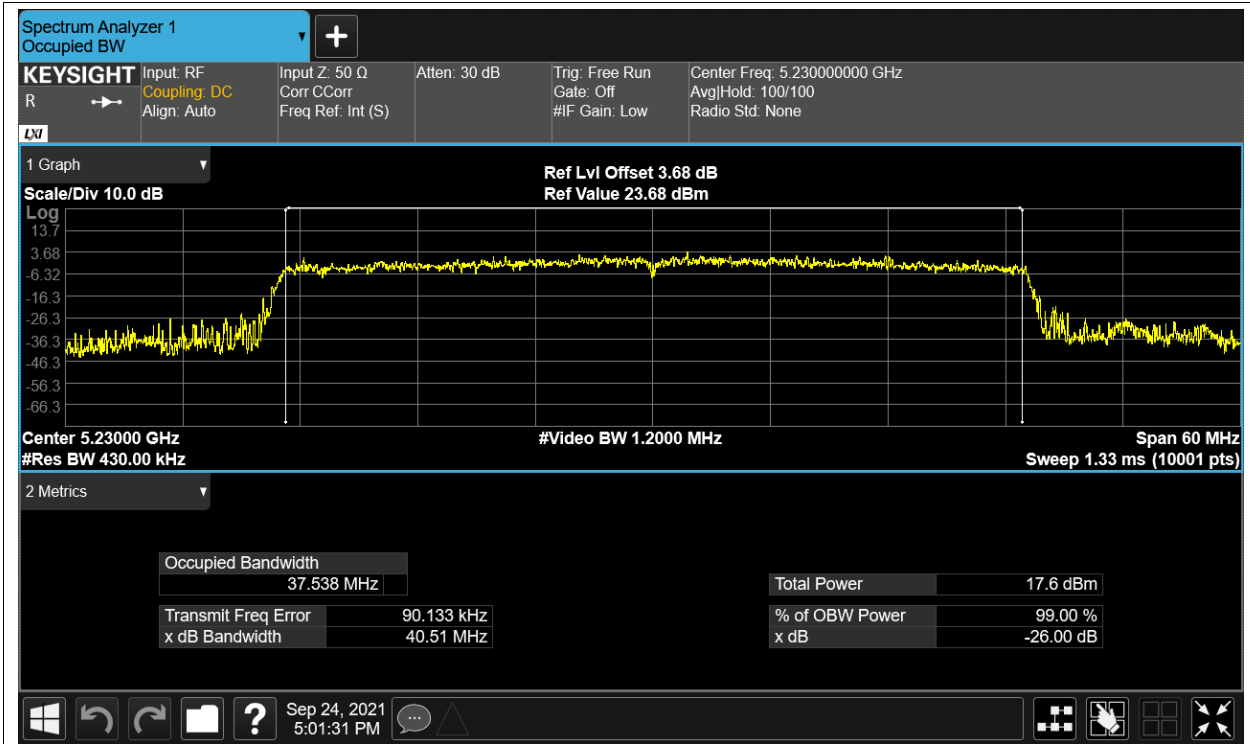 Spectrum Analyzer 1
Occupied BW
KEYSIGHT
R
LXI
Input: RF
Coupling: DC
Align: Auto
Input Z: 50 Ω
Corr CCorr
Freq Ref: Int (S)
Atten: 30 dB
Trig: Free Run
Gate: Off
#IF Gain: Low
Center Freq: 5.230000000 GHz
Avg|Hold: 100/100
Radio Std: None
1 Graph
Scale/Div 10.0 dB
Ref Lvl Offset 3.68 dB
Ref Value 23.68 dBm
Log
13.7
3.68
-6.32
-16.3
-26.3
-36.3
-46.3
-56.3
-66.3
Center 5.23000 GHz
#Video BW 1.2000 MHz
Span 60 MHz
#Res BW 430.00 kHz
Sweep 1.33 ms (10001 pts)
2 Metrics
Occupied Bandwidth
37.538 MHz
Total Power 17.6 dBm
Transmit Freq Error 90.133 kHz
% of OBW Power 99.00 %
x dB Bandwidth 40.51 MHz
x dB -26.00 dB
?
Sep 24, 2021
5:01:31 PM